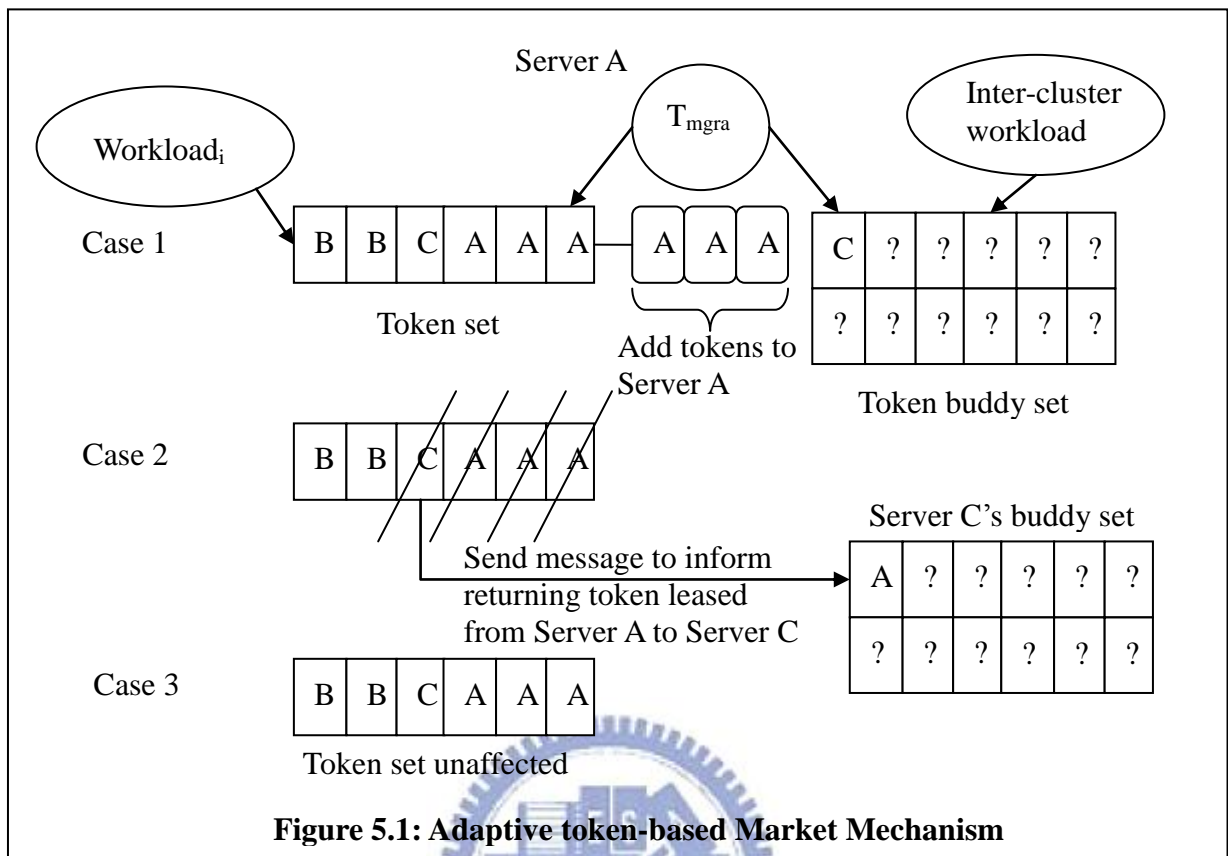 Server A
T_mgra
Inter-cluster
workload
Workload_i
Case 1
B B C A A A
A A A
C ? ? ? ? ?
? ? ? ? ? ?
Token set
Add tokens to
Server A
Token buddy set
Case 2
B B C A A A
Server C's buddy set
Send message to inform
returning token leased
from Server A to Server C
A ? ? ? ? ?
? ? ? ? ? ?
Case 3
B B C A A A
Token set unaffected
Figure 5.1: Adaptive token-based Market Mechanism